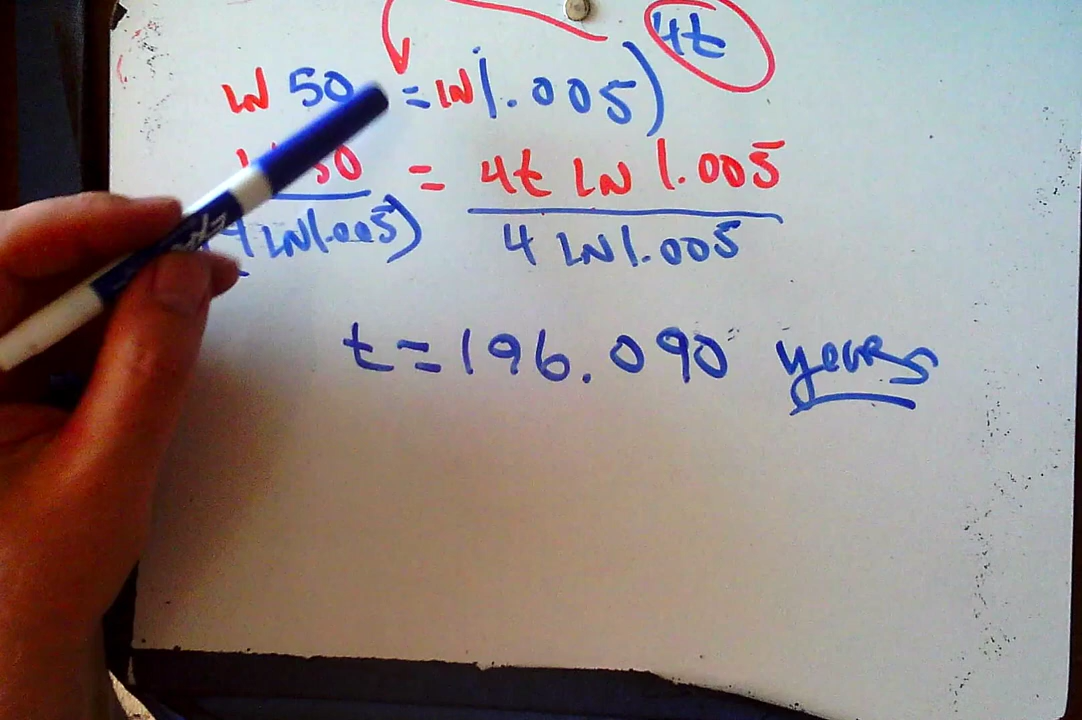 4t
ln 50 = ln(1.005)
50 = 4t ln 1.005
4 ln 1.005) 4 ln 1.005
t = 196.090 years